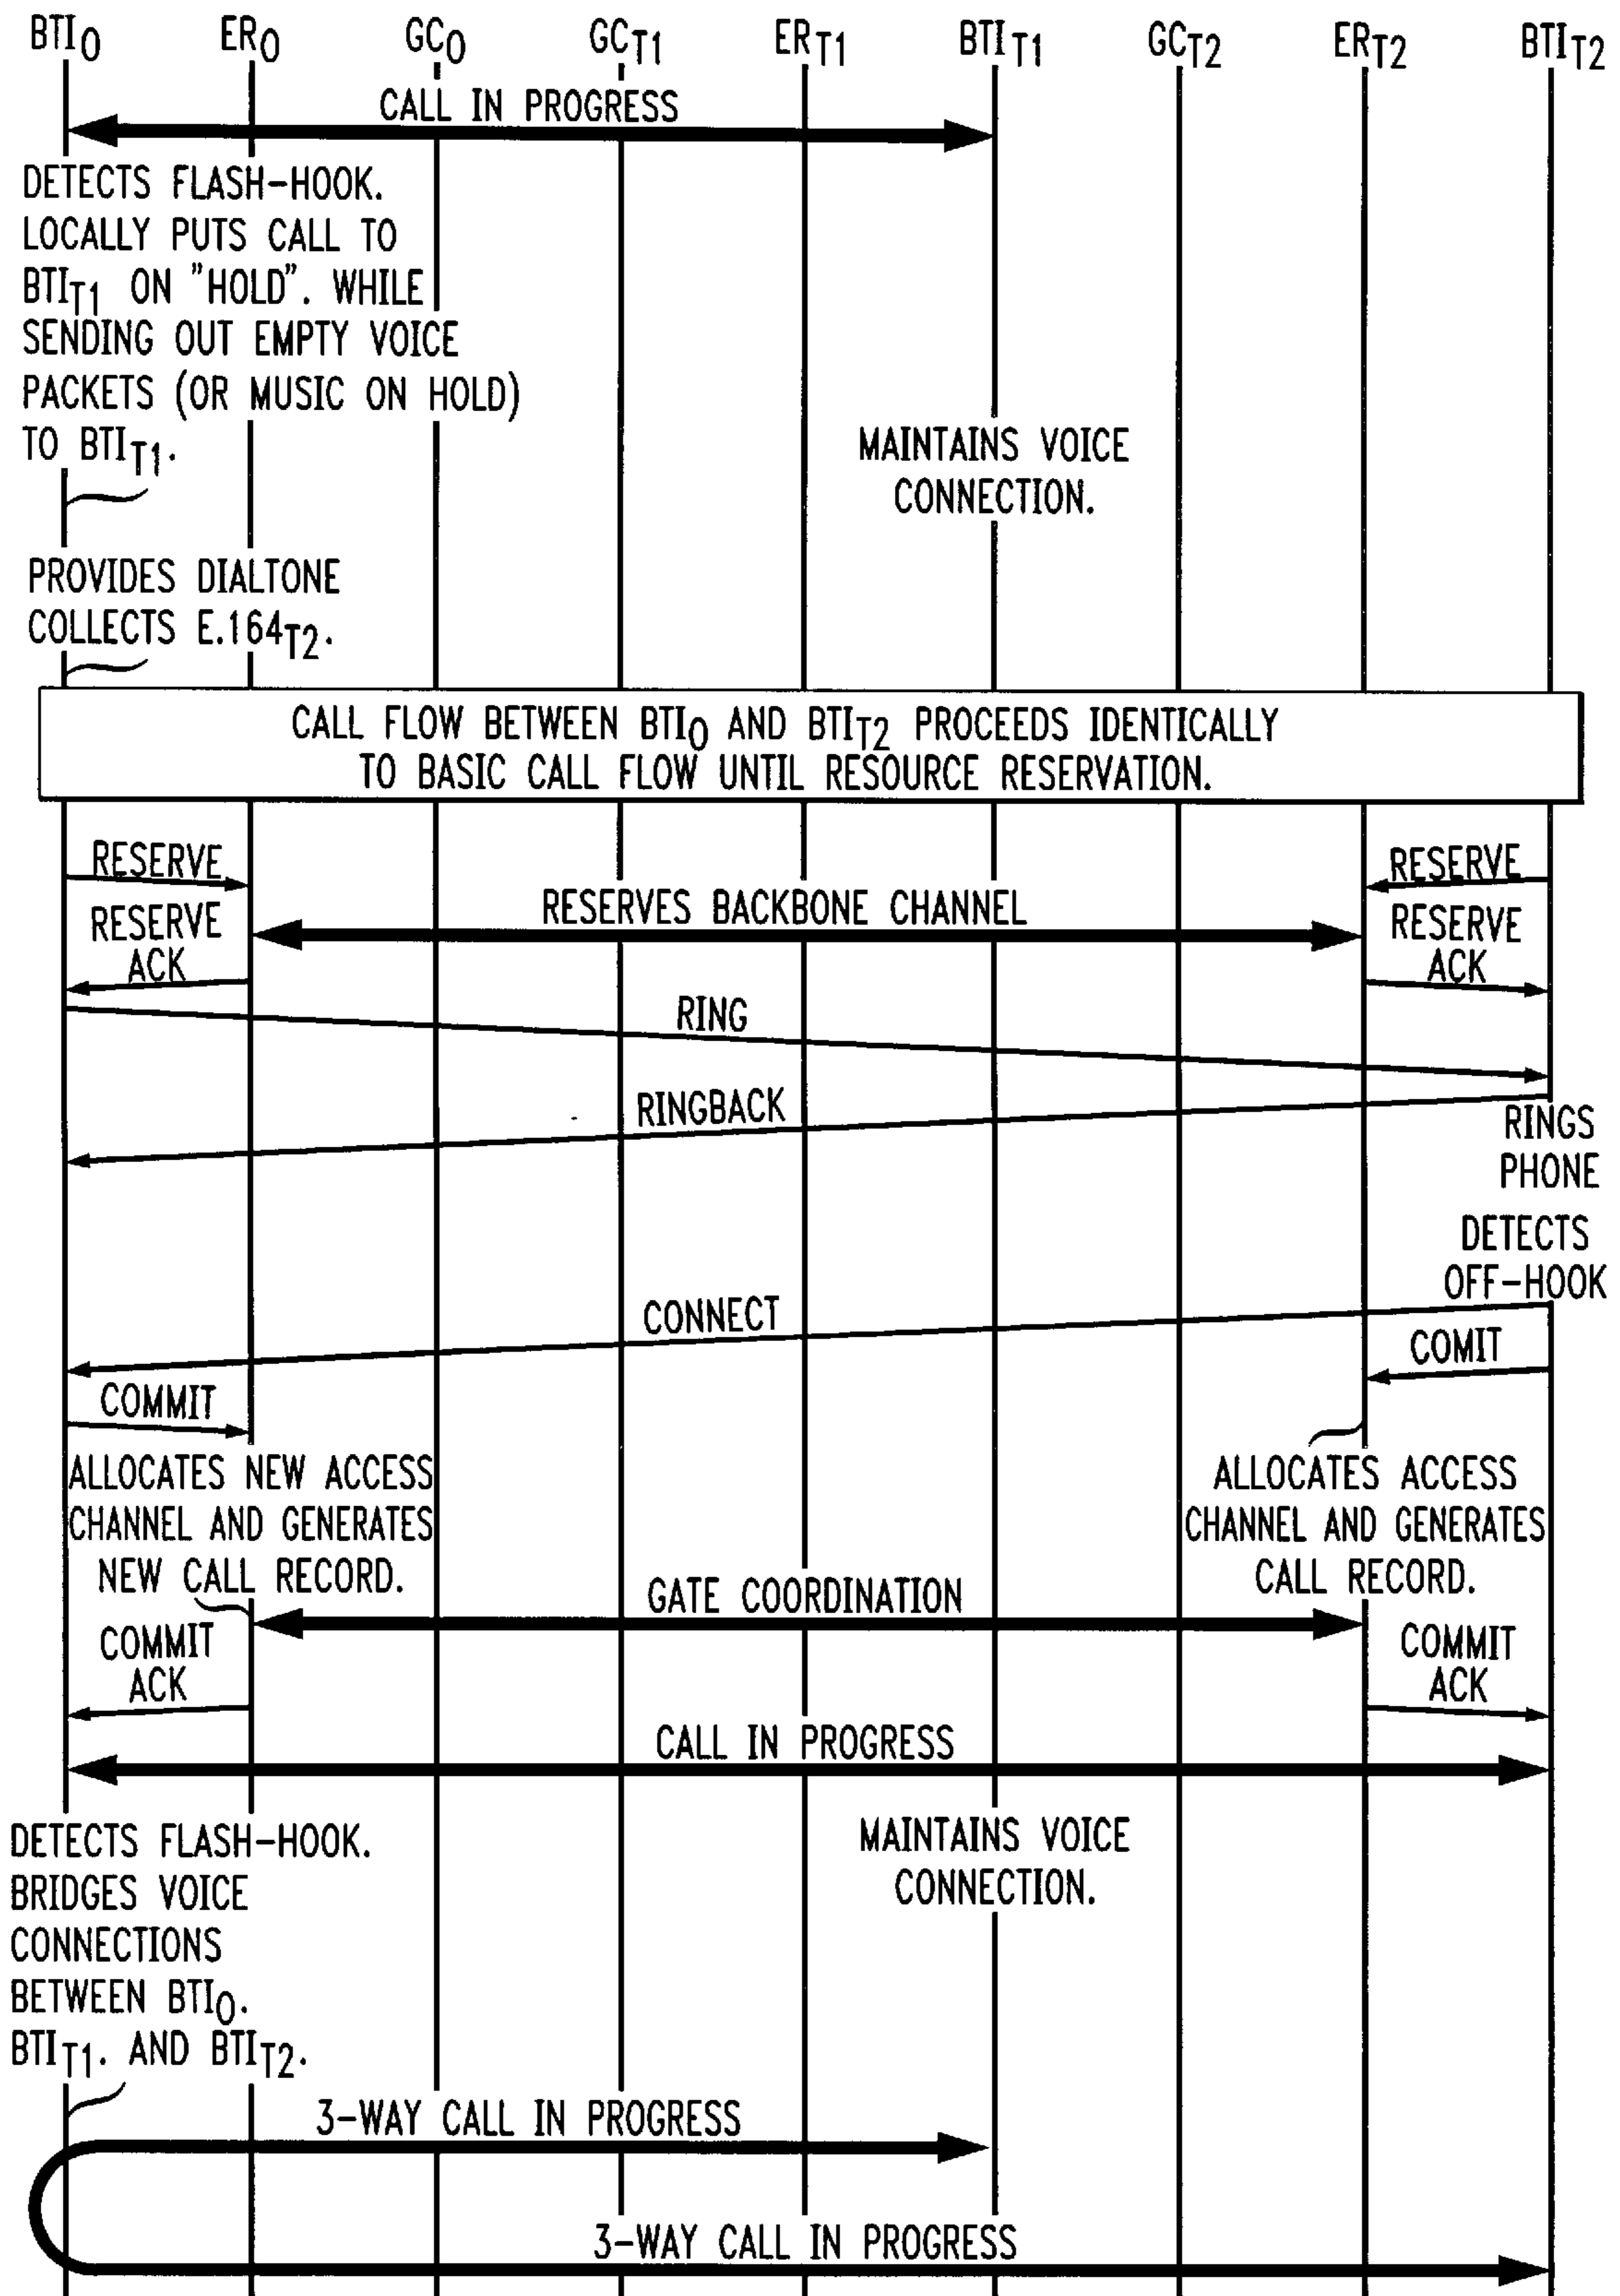 BTIO ERO GCO GCT1 ERT1 BTIT1 GCT2 ERT2 BTIT2
CALL IN PROGRESS
DETECTS FLASH-HOOK.
LOCALLY PUTS CALL TO
BTIT1 ON "HOLD". WHILE
SENDING OUT EMPTY VOICE
PACKETS (OR MUSIC ON HOLD)
TO BTIT1.
MAINTAINS VOICE
CONNECTION.
PROVIDES DIALTONE
COLLECTS E.164T2.
CALL FLOW BETWEEN BTIO AND BTIT2 PROCEEDS IDENTICALLY
TO BASIC CALL FLOW UNTIL RESOURCE RESERVATION.
RESERVE
RESERVE
RESERVES BACKBONE CHANNEL
RESERVE
ACK
RESERVE
ACK
RING
RINGBACK
RINGS
PHONE
DETECTS
OFF-HOOK
CONNECT
COMIT
COMMIT
ALLOCATES NEW ACCESS
CHANNEL AND GENERATES
NEW CALL RECORD.
ALLOCATES ACCESS
CHANNEL AND GENERATES
CALL RECORD.
GATE COORDINATION
COMMIT
ACK
COMMIT
ACK
CALL IN PROGRESS
DETECTS FLASH-HOOK.
BRIDGES VOICE
CONNECTIONS
BETWEEN BTIO.
BTIT1. AND BTIT2.
MAINTAINS VOICE
CONNECTION.
3-WAY CALL IN PROGRESS
3-WAY CALL IN PROGRESS